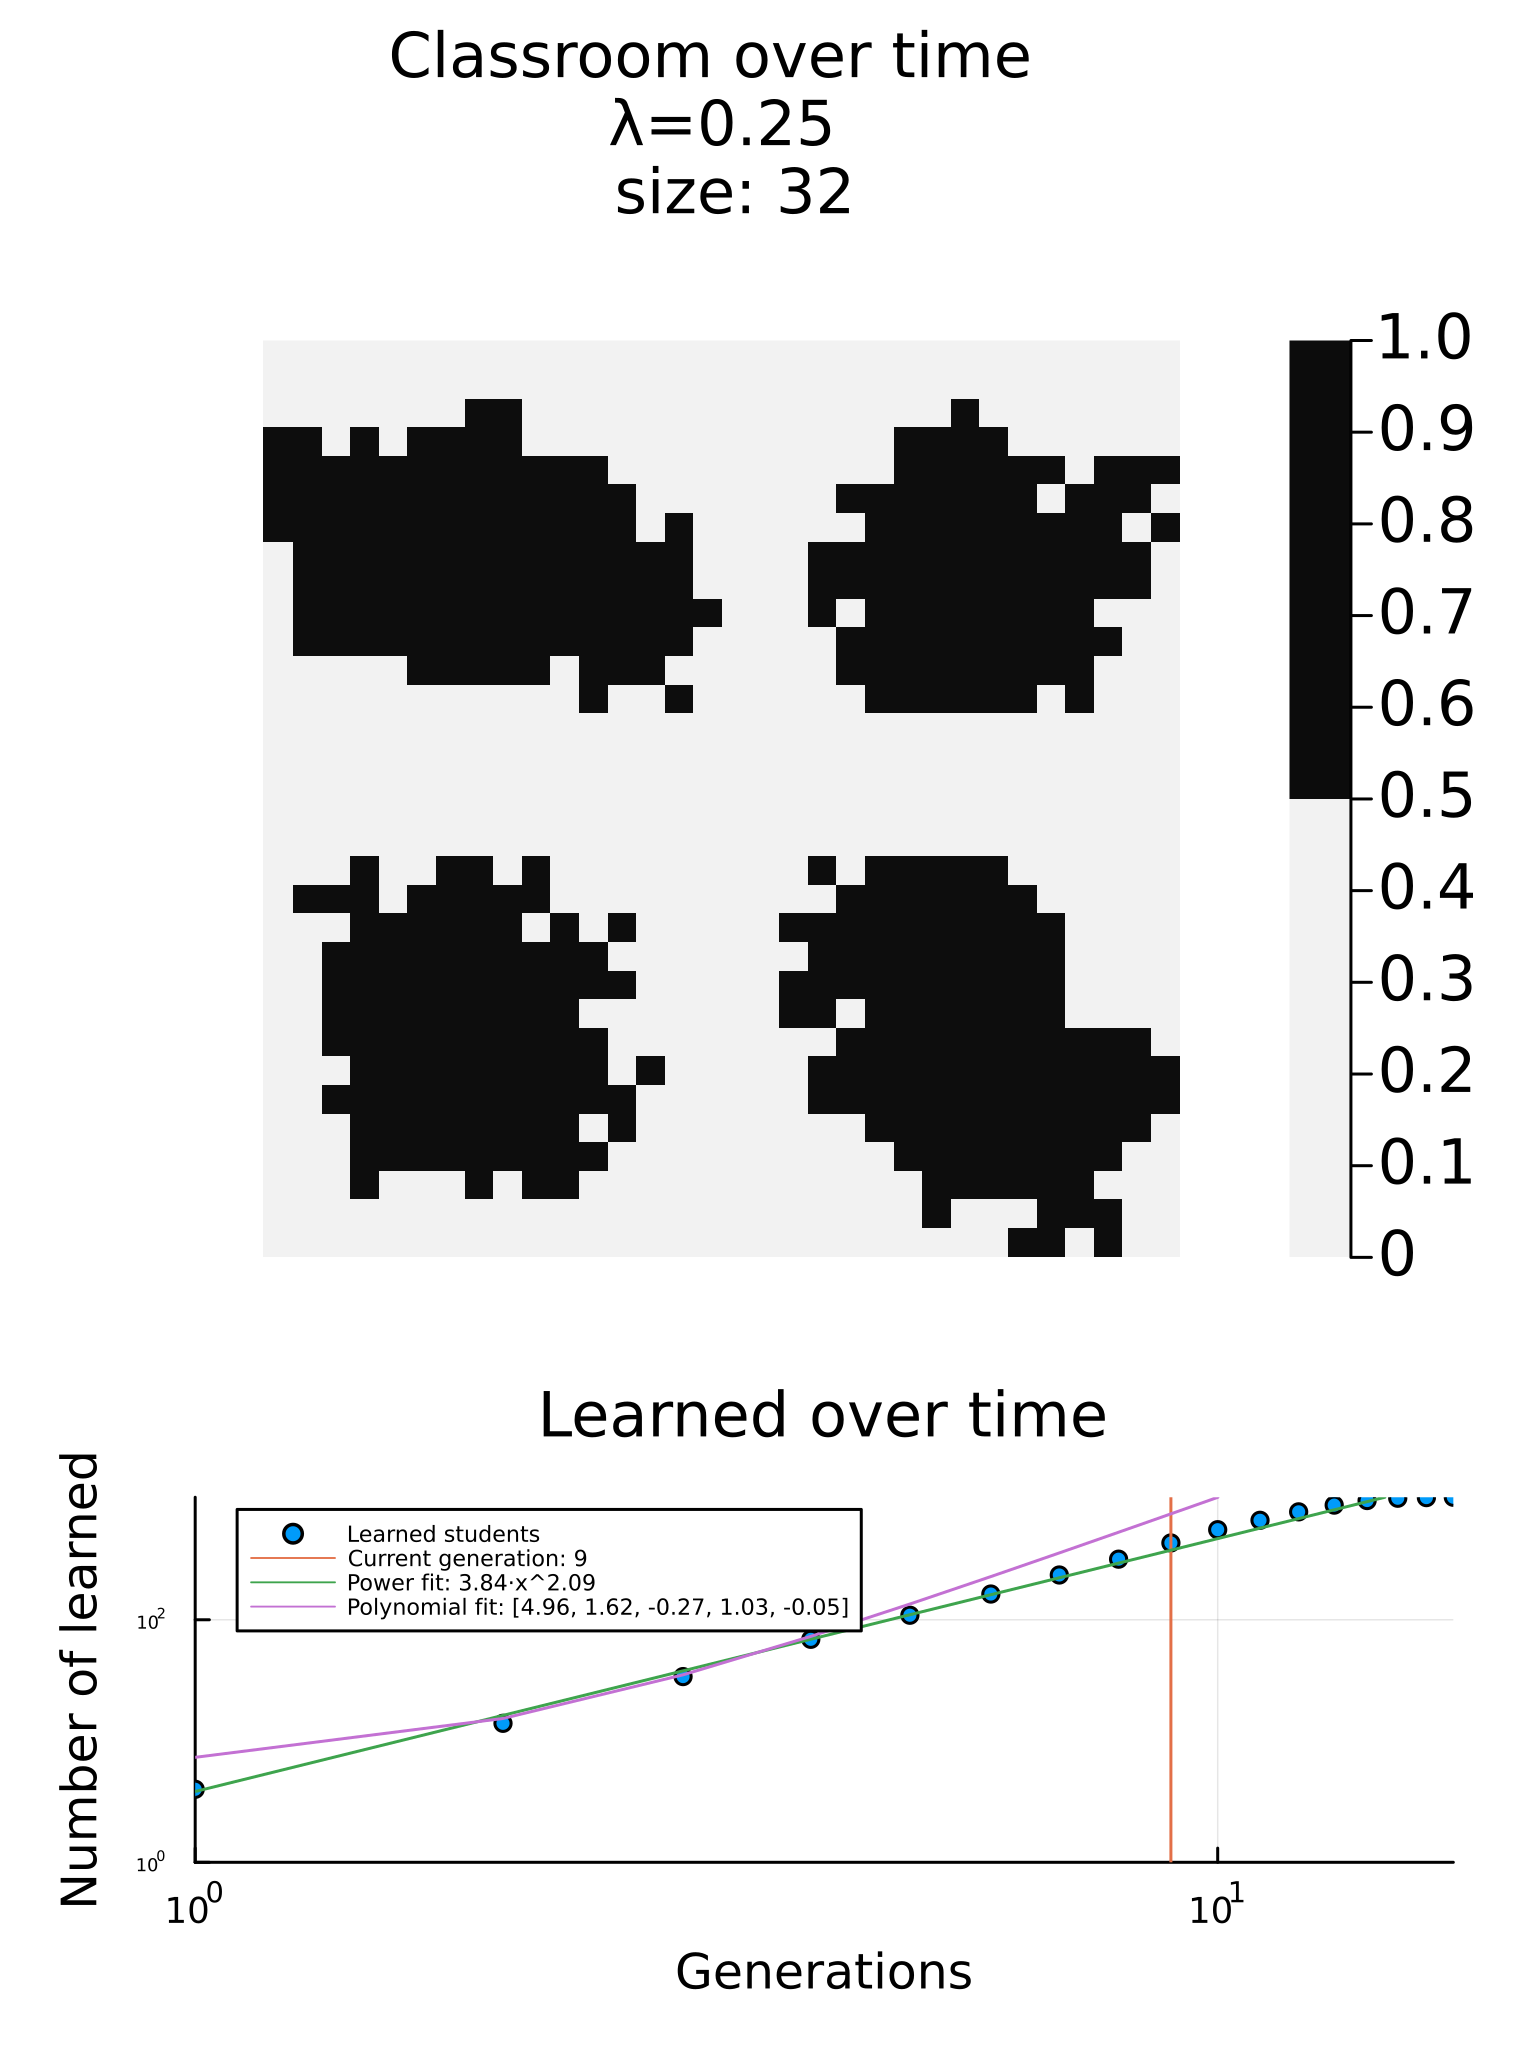 Classroom over time
λ=0.25
size: 32
1.0
0.9
0.8
0.7
0.6
0.5
0.4
0.3
0.2
0.1
0
Learned over time
Number of learned
Learned students
Current generation: 9
Power fit: 3.84·x^2.09
Polynomial fit: [4.96, 1.62, -0.27, 1.03, -0.05]
10²
10⁰
10⁰
10¹
Generations